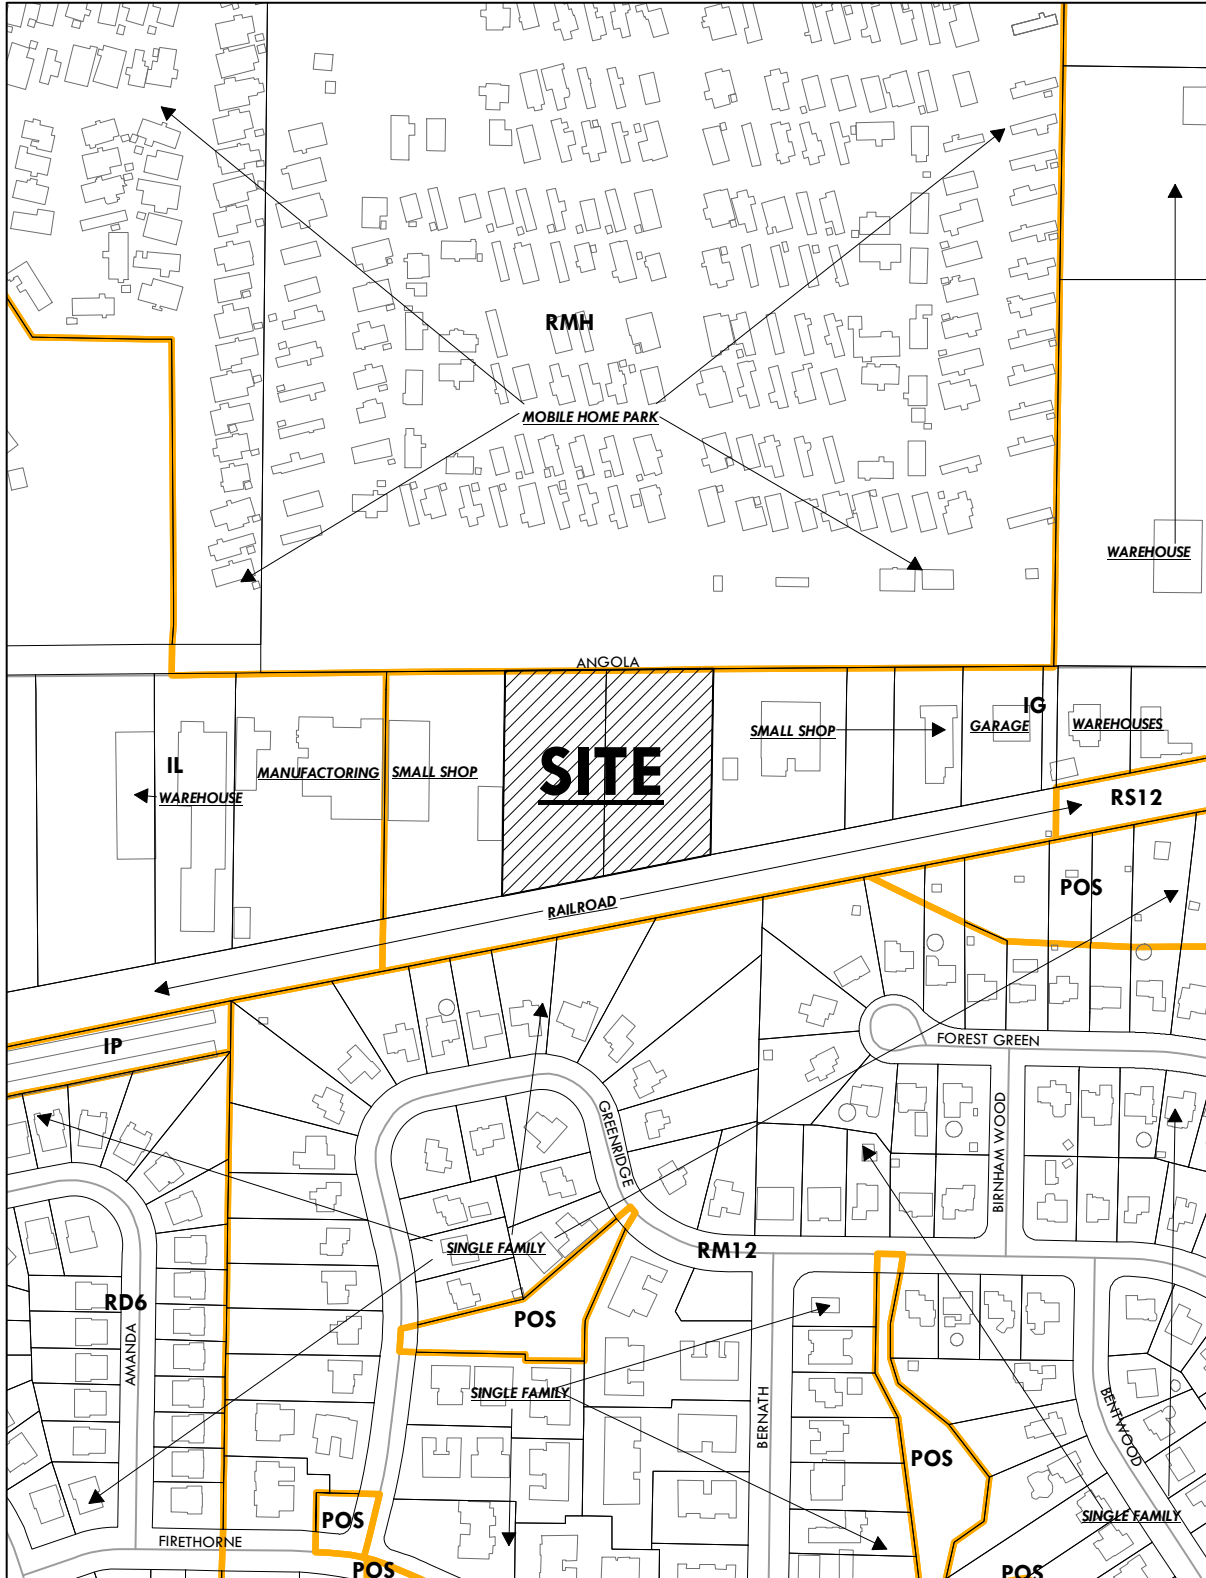 RMH
MOBILE HOME PARK
WAREHOUSE
ANGOLA
IL
WAREHOUSE
MANUFACTORING
SMALL SHOP
SITE
SMALL SHOP
IG
GARAGE
WAREHOUSES
RS12
RAILROAD
POS
IP
FOREST GREEN
GREENRIDGE
BIRNHAM WOOD
SINGLE FAMILY
RM12
RD6
AMANDA
POS
SINGLE FAMILY
BERNATH
BENTWOOD
POS
SINGLE FAMILY
POS
FIRETHORNE
POS
POS